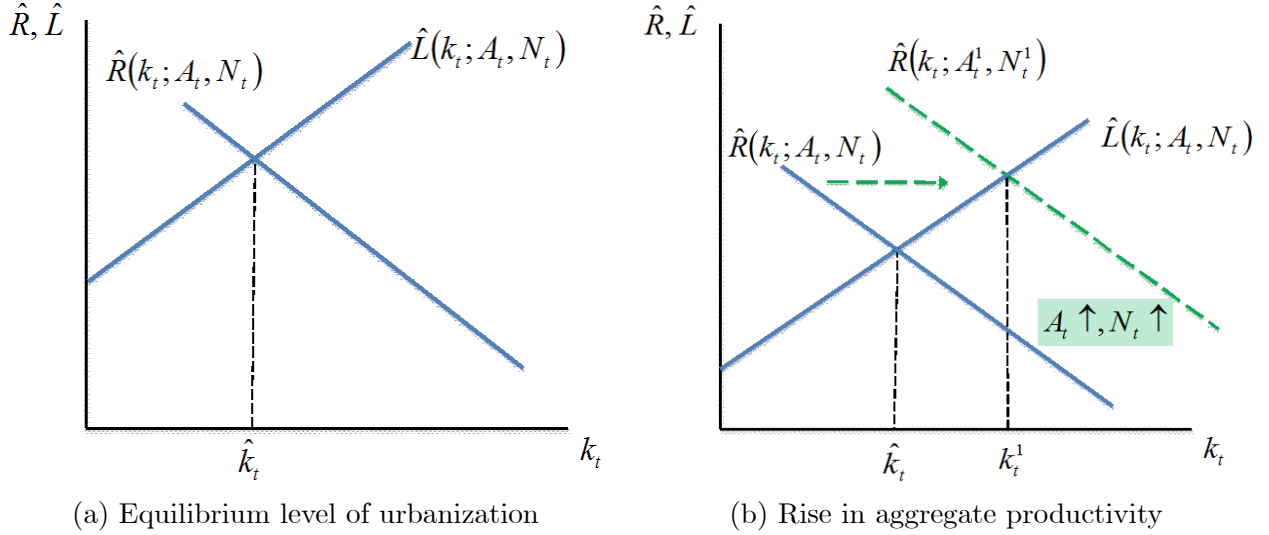 R̂, L̂
R̂(k_t; A_t, N_t)
L̂(k_t; A_t, N_t)
k̂_t
k_t
(a) Equilibrium level of urbanization
R̂, L̂
R̂(k_t; A_t^1, N_t^1)
R̂(k_t; A_t, N_t)
L̂(k_t; A_t, N_t)
A_t ↑, N_t ↑
k̂_t
k_t^1
k_t
(b) Rise in aggregate productivity